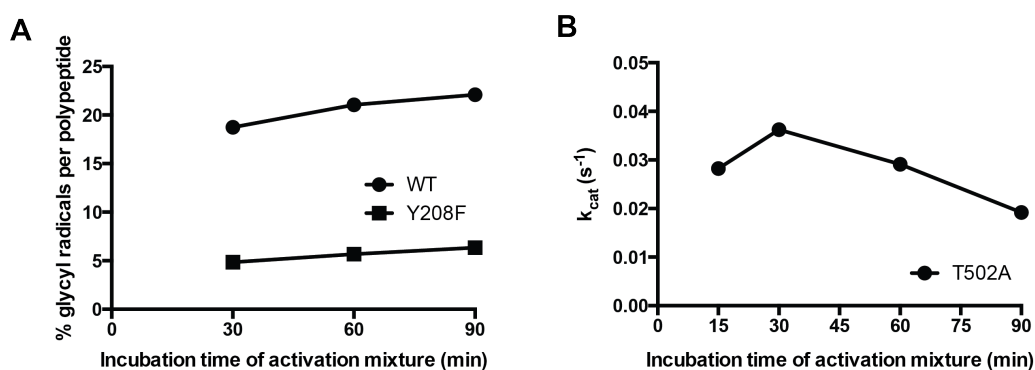 A
% glycyl radicals per polypeptide
25
20
15
10
5
0
0 30 60 90
Incubation time of activation mixture (min)
WT
Y208F
B
k_cat (s⁻¹)
0.05
0.04
0.03
0.02
0.01
0.00
0 15 30 45 60 75 90
Incubation time of activation mixture (min)
T502A